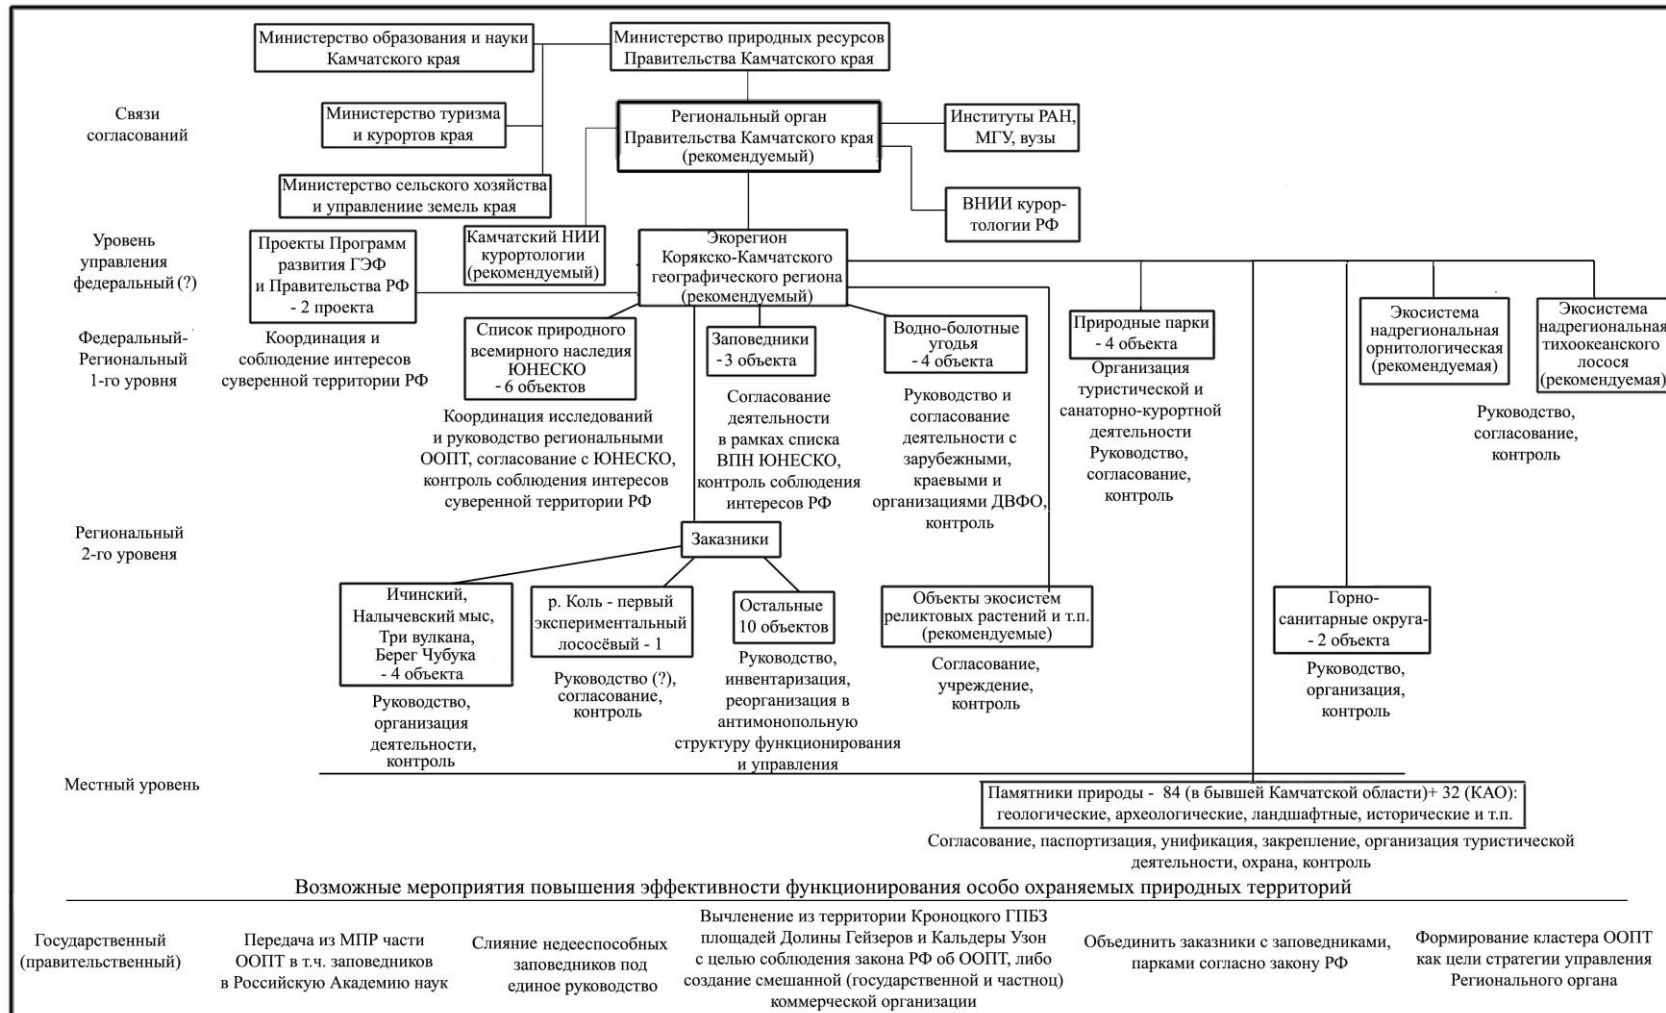 Министерство образования и науки
Камчатского края
Министерство природных ресурсов
Правительства Камчатского края
Связи
согласований
Министерство туризма
и курортов края
Региональный орган
Правительства Камчатского края
(рекомендуемый)
Институты РАН,
МГУ, вузы
Министерство сельского хозяйства
и управлениие земель края
ВНИИ курор-
тологии РФ
Уровень
управления
федеральный (?)
Проекты Программ
развития ГЭФ
и Правительства РФ
- 2 проекта
Камчатский НИИ
курортологии
(рекомендуемый)
Экорегион
Корякско-Камчатского
географического региона
(рекомендуемый)
Федеральный-
Региональный
1-го уровня
Координация и
соблюдение интересов
суверенной территории РФ
Список природного
всемирного наследия
ЮНЕСКО
- 6 объектов
Координация исследований
и руководство региональными
ООПТ, согласование с ЮНЕСКО,
контроль соблюдения интересов
суверенной территории РФ
Заповедники
- 3 объекта
Согласование
деятельности
в рамках списка
ВПН ЮНЕСКО,
контроль соблюдения
интересов РФ
Водно-болотные
угодья
- 4 объекта
Руководство и
согласование
деятельности с
зарубежными,
краевыми и
организациями ДВФО,
контроль
Природные парки
- 4 объекта
Организация
туристической и
санаторно-курортной
деятельности
Руководство,
согласование,
контроль
Экосистема
надрегиональная
орнитологическая
(рекомендуемая)
Экосистема
надрегиональная
тихоокеанского
лосося
(рекомендуемая)
Руководство,
согласование,
контроль
Региональный
2-го уровеня
Заказники
Ичинский,
Налычевский мыс,
Три вулкана,
Берег Чубука
- 4 объекта
Руководство,
организация
деятельности,
контроль
р. Коль - первый
экспериментальный
лососёвый - 1
Руководство (?),
согласование,
контроль
Остальные
10 объектов
Руководство,
инвентаризация,
реорганизация в
антимонопольную
структуру функционирования
и управления
Объекты экосистем
реликтовых растений и т.п.
(рекомендуемые)
Согласование,
учреждение,
контроль
Горно-
санитарные округа-
- 2 объекта
Руководство,
организация,
контроль
Местный уровень
Памятники природы - 84 (в бывшей Камчатской области)+ 32 (КАО):
геологические, археологические, ландшафтные, исторические и т.п.
Согласование, паспортизация, унификация, закрепление, организация туристической
деятельности, охрана, контроль
Возможные мероприятия повышения эффективности функционирования особо охраняемых природных территорий
Государственный
(правительственный)
Передача из МПР части
ООПТ в т.ч. заповедников
в Российскую Академию наук
Слияние недееспособных
заповедников под
единое руководство
Вычленение из территории Кроноцкого ГПБЗ
площадей Долины Гейзеров и Кальдеры Узон
с целью соблюдения закона РФ об ООПТ, либо
создание смешанной (государственной и частноц)
коммерческой организации
Объединить заказники с заповедниками,
парками согласно закону РФ
Формирование кластера ООПТ
как цели стратегии управления
Регионального органа